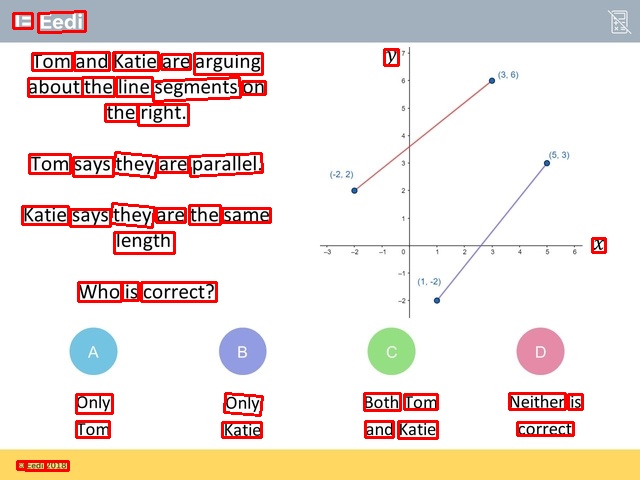 Eedi
Tom and Katie are arguing
about the line segments on
the right.
Tom says they are parallel.
Katie says they are the same
length
Who is correct?
y
7
6
5
4
3
2
1
0
-1
-2
-3 -2 -1 0 1 2 3 4 5 6
x
(3, 6)
(5, 3)
(-2, 2)
(1, -2)
A B C D
Only Only Both Tom Neither is
Tom Katie and Katie correct
© Eedi 2018